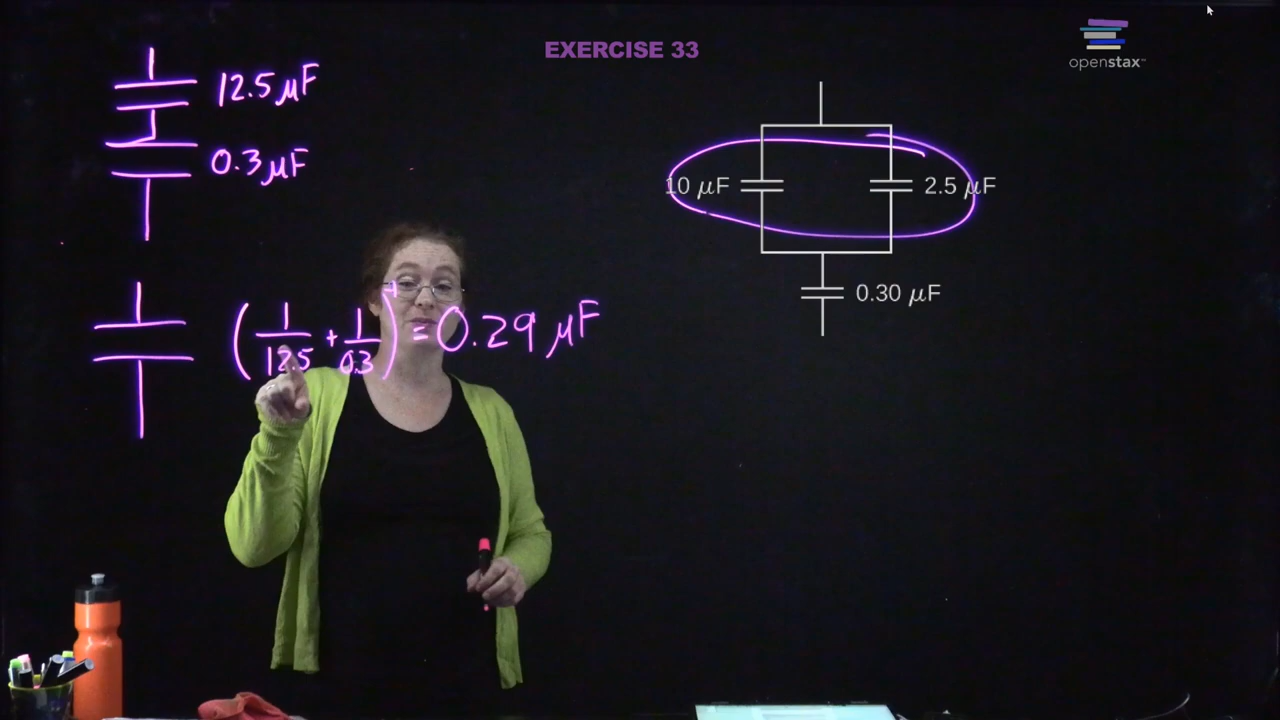 EXERCISE 33
openstax
12.5 μF
0.3 μF
10 μF
2.5 μF
0.30 μF
(1/12.5 + 1/0.3)^-1 = 0.29 μF